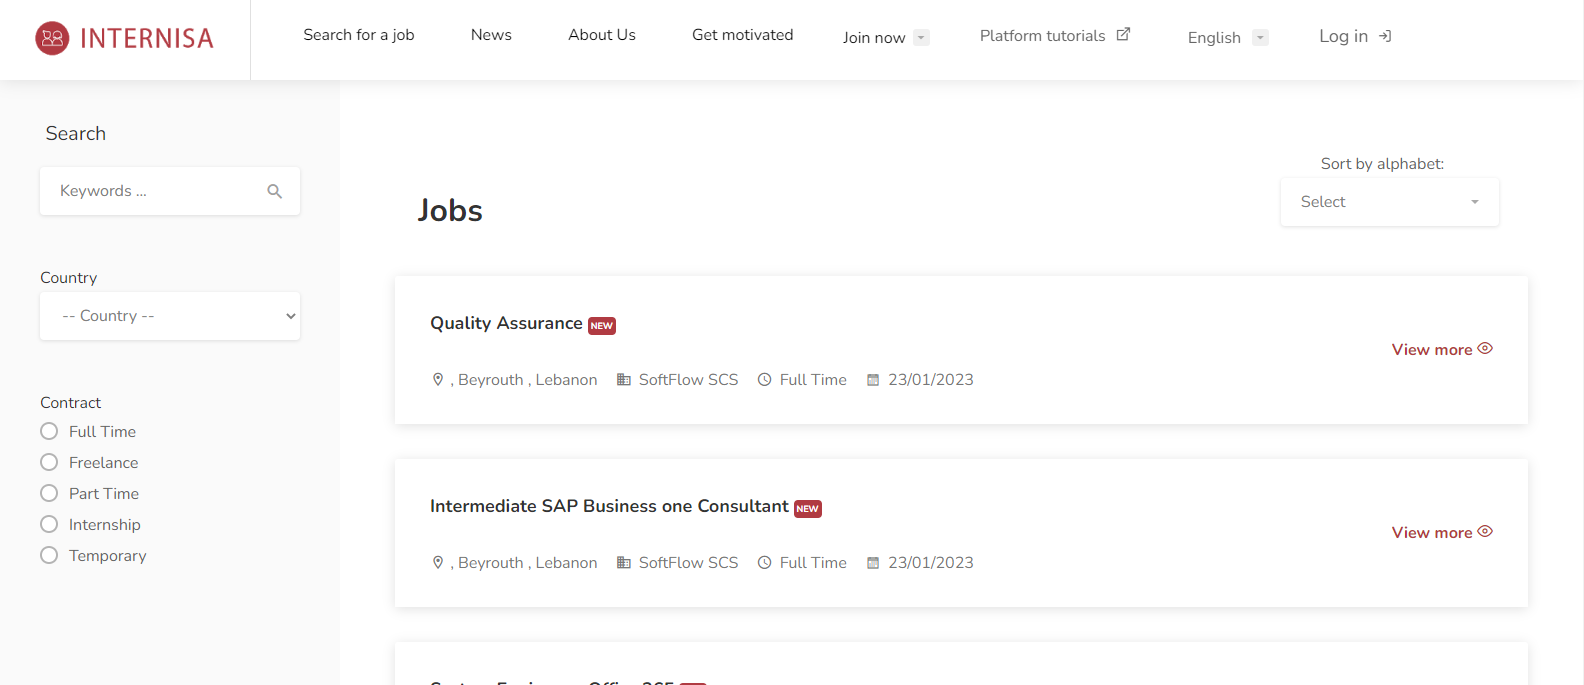 INTERNISA
Search for a job
News
About Us
Get motivated
Join now
Platform tutorials
English
Log in
Search
Keywords ...
Country
-- Country --
Contract
Full Time
Freelance
Part Time
Internship
Temporary
Sort by alphabet:
Select
Jobs
Quality Assurance NEW
, Beyrouth , Lebanon SoftFlow SCS Full Time 23/01/2023
View more
Intermediate SAP Business one Consultant NEW
, Beyrouth , Lebanon SoftFlow SCS Full Time 23/01/2023
View more